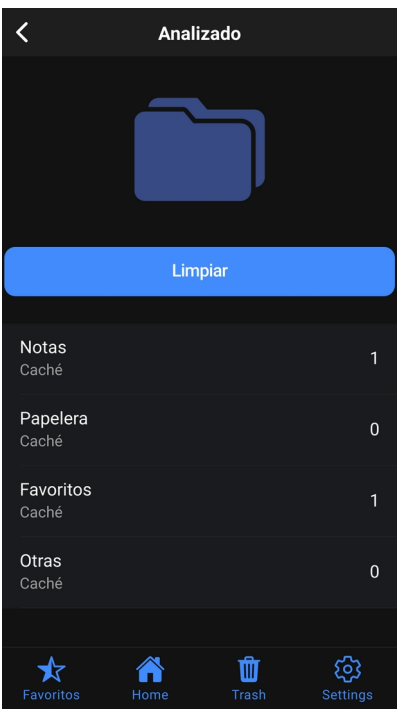 Analizado
Limpiar
Notas
Caché
1
Papelera
Caché
0
Favoritos
Caché
1
Otras
Caché
0
Favoritos Home Trash Settings